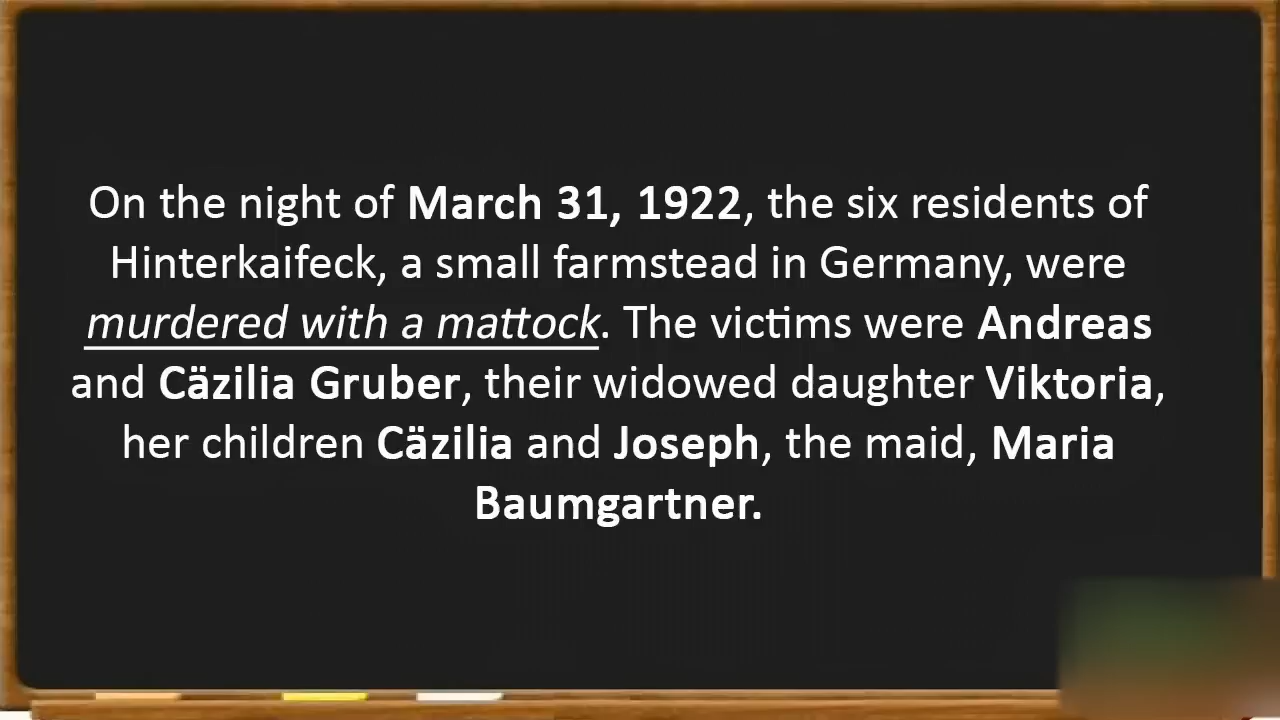 On the night of March 31, 1922, the six residents of
Hinterkaifeck, a small farmstead in Germany, were
murdered with a mattock. The victims were Andreas
and Cäzilia Gruber, their widowed daughter Viktoria,
her children Cäzilia and Joseph, the maid, Maria
Baumgartner.